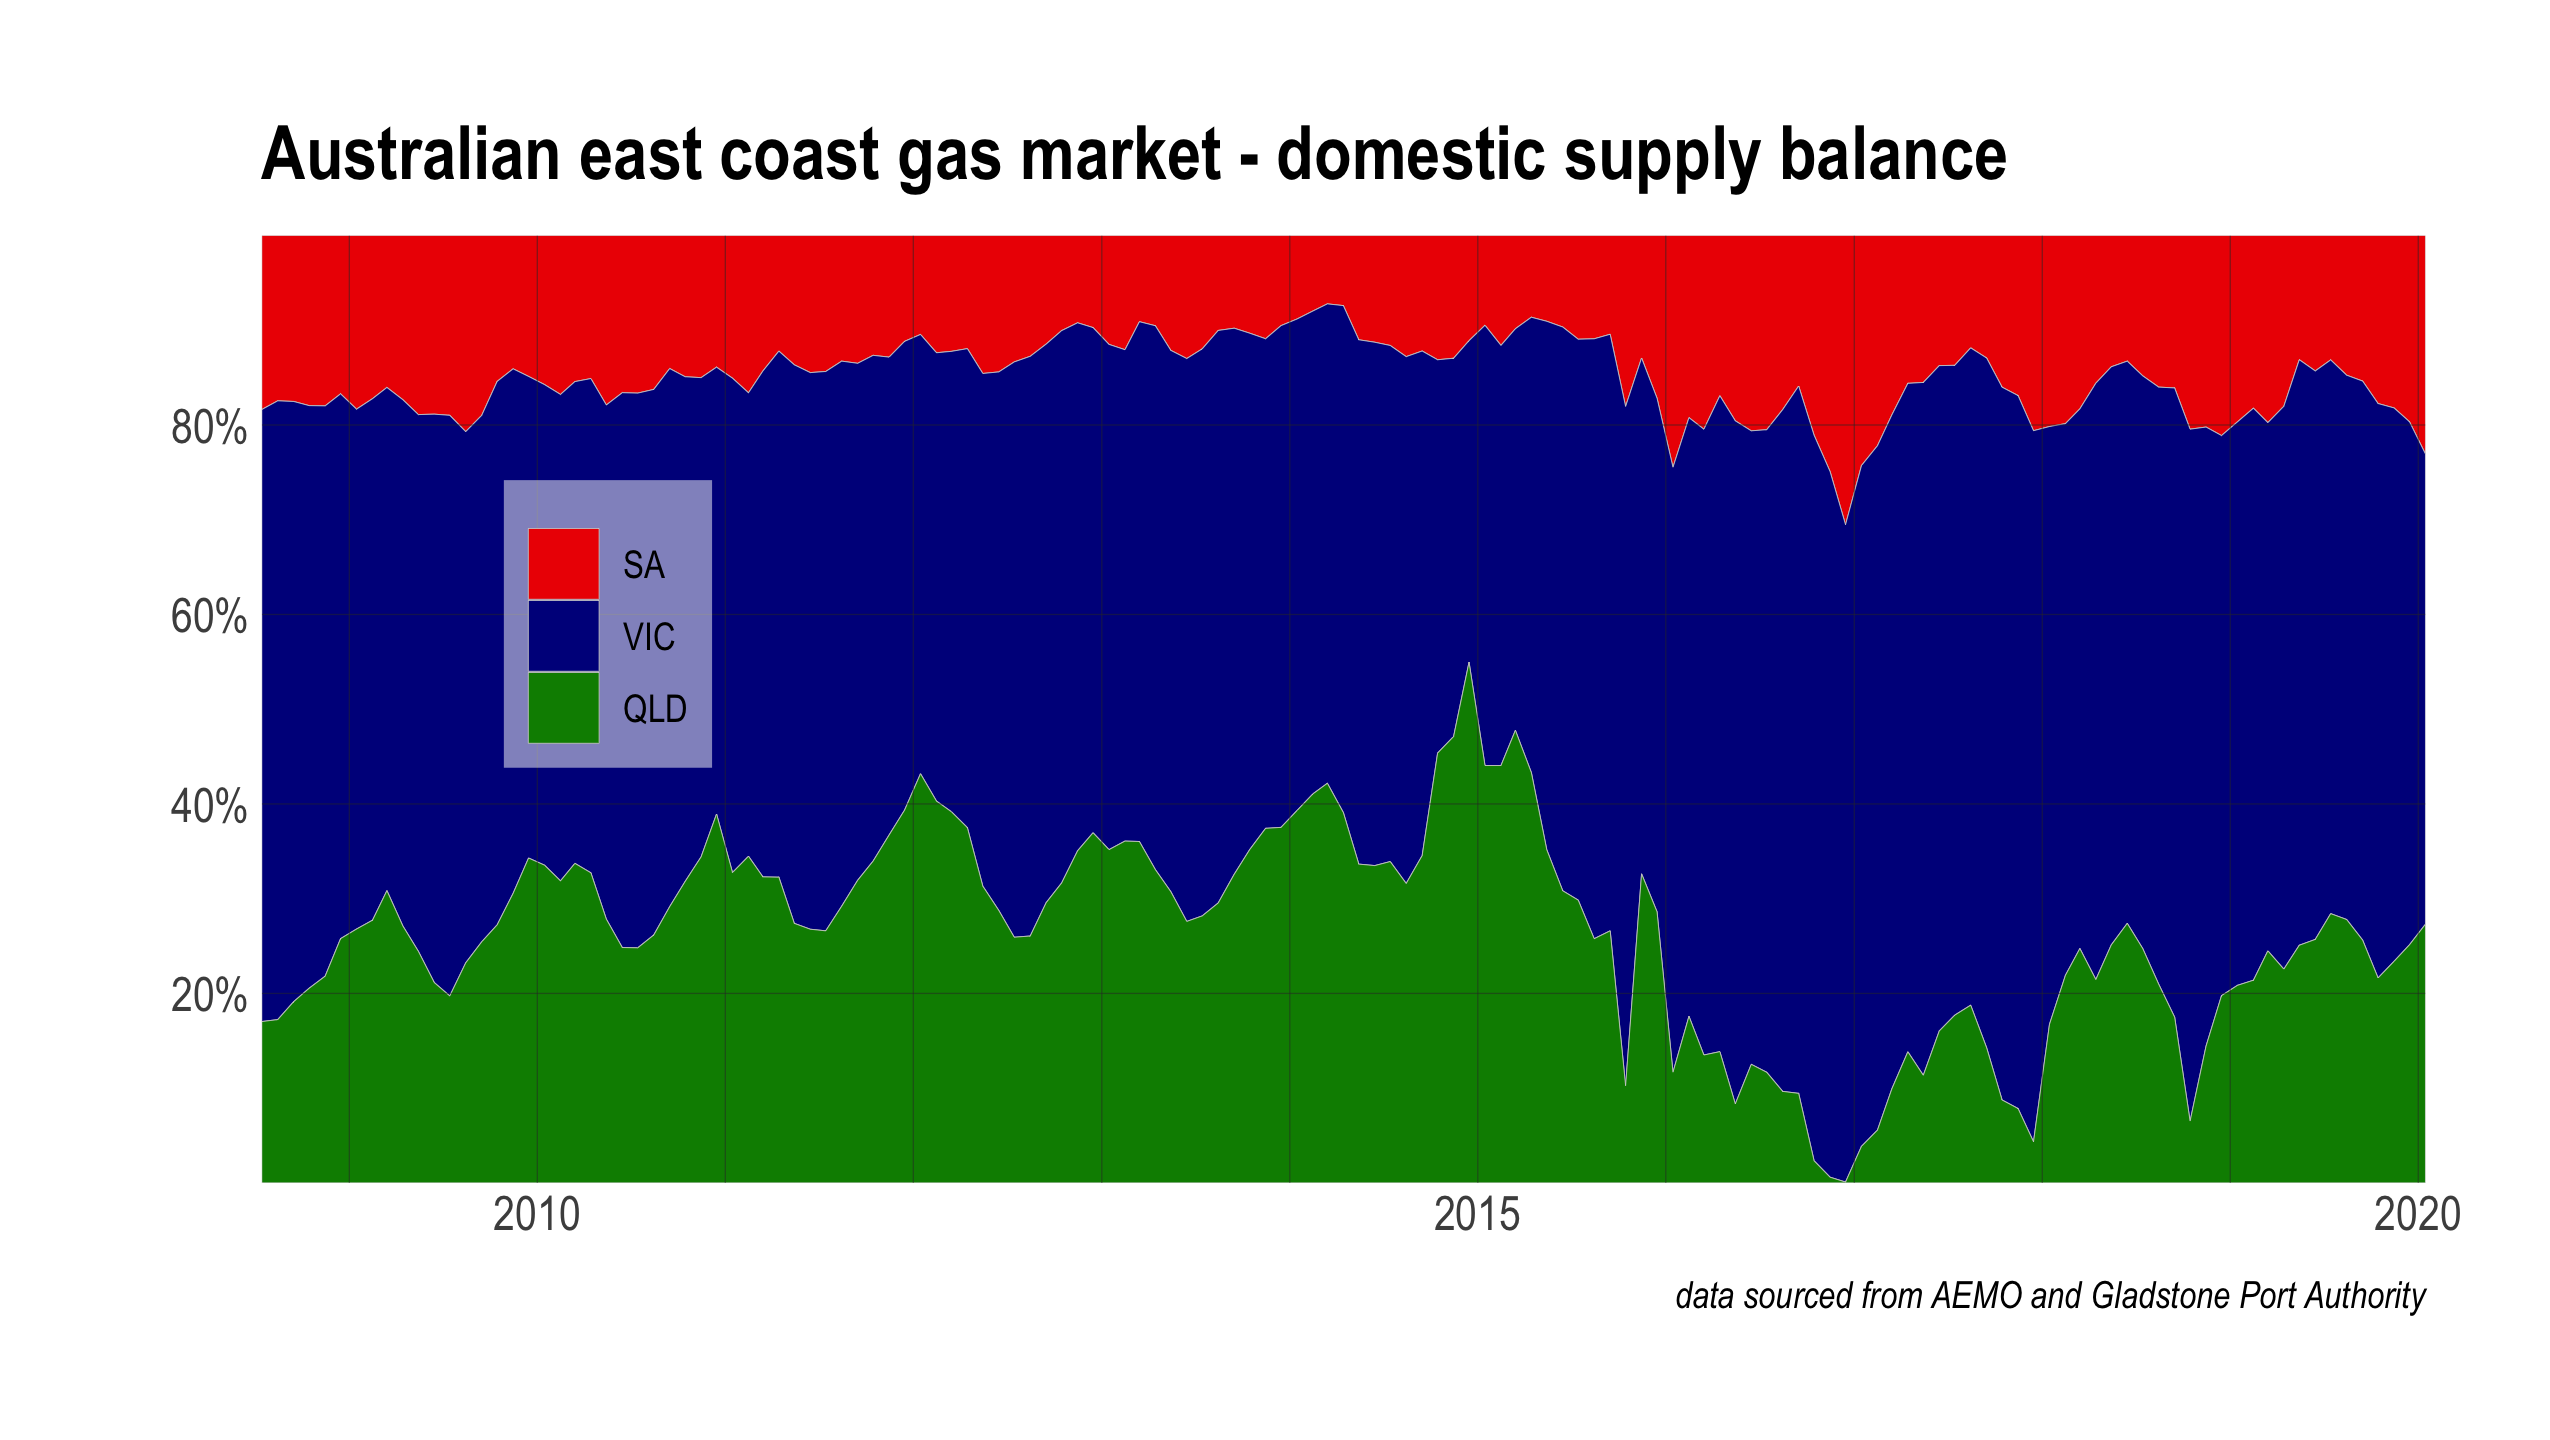 Australian east coast gas market - domestic supply balance
80%
60%
40%
20%
SA
VIC
QLD
2010
2015
2020
data sourced from AEMO and Gladstone Port Authority